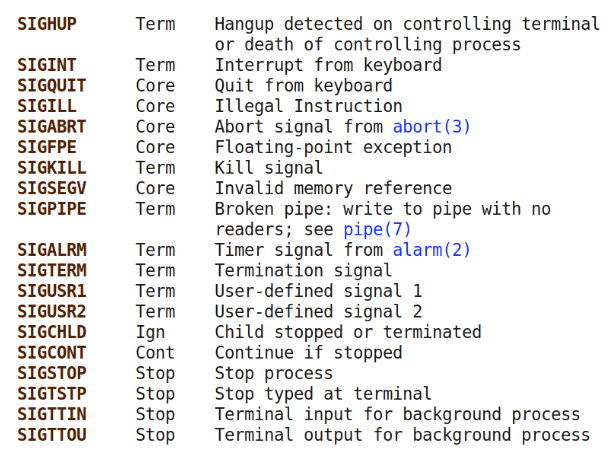 SIGHUP Term Hangup detected on controlling terminal
or death of controlling process
SIGINT Term Interrupt from keyboard
SIGQUIT Core Quit from keyboard
SIGILL Core Illegal Instruction
SIGABRT Core Abort signal from abort(3)
SIGFPE Core Floating-point exception
SIGKILL Term Kill signal
SIGSEGV Core Invalid memory reference
SIGPIPE Term Broken pipe: write to pipe with no
readers; see pipe(7)
SIGALRM Term Timer signal from alarm(2)
SIGTERM Term Termination signal
SIGUSR1 Term User-defined signal 1
SIGUSR2 Term User-defined signal 2
SIGCHLD Ign Child stopped or terminated
SIGCONT Cont Continue if stopped
SIGSTOP Stop Stop process
SIGTSTP Stop Stop typed at terminal
SIGTTIN Stop Terminal input for background process
SIGTTOU Stop Terminal output for background process